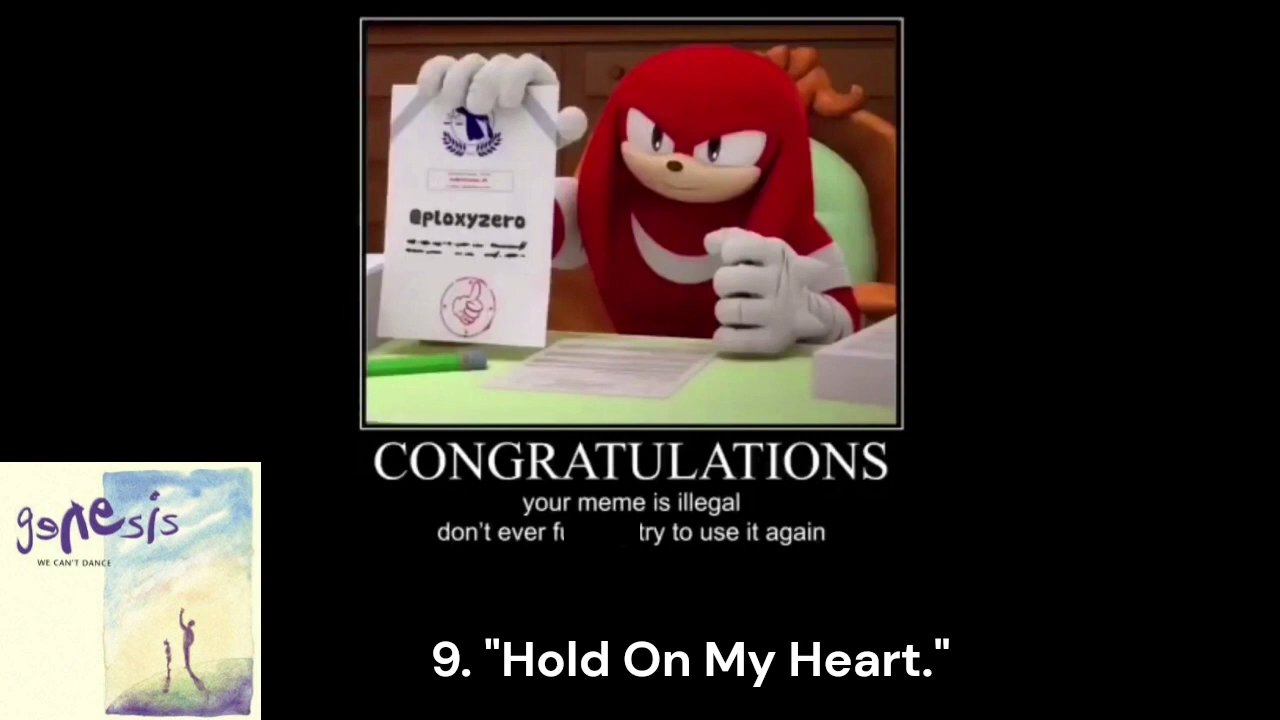 @ploxyzero
CONGRATULATIONS
your meme is illegal
don't ever fu try to use it again
genesis
WE CAN'T DANCE
9. "Hold On My Heart."